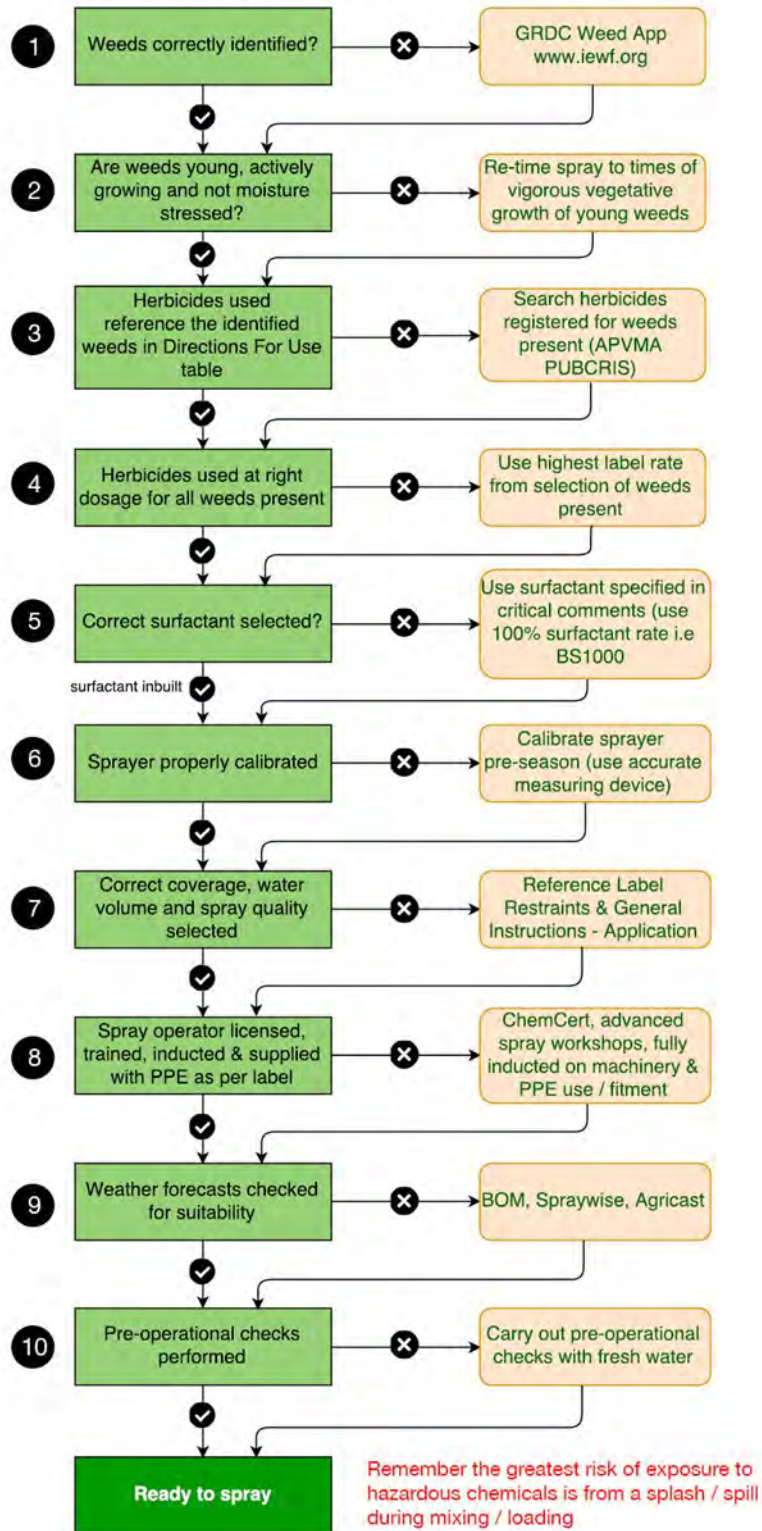 1
Weeds correctly identified?
GRDC Weed App
www.iewf.org
2
Are weeds young, actively
growing and not moisture
stressed?
Re-time spray to times of
vigorous vegetative
growth of young weeds
3
Herbicides used
reference the identified
weeds in Directions For Use
table
Search herbicides
registered for weeds
present (APVMA
PUBCRIS)
4
Herbicides used at right
dosage for all weeds present
Use highest label rate
from selection of weeds
present
5
Correct surfactant selected?
Use surfactant specified in
critical comments (use
100% surfactant rate i.e
BS1000
surfactant inbuilt
6
Sprayer properly calibrated
Calibrate sprayer
pre-season (use accurate
measuring device)
7
Correct coverage, water
volume and spray quality
selected
Reference Label
Restraints & General
Instructions - Application
8
Spray operator licensed,
trained, inducted & supplied
with PPE as per label
ChemCert, advanced
spray workshops, fully
inducted on machinery &
PPE use / fitment
9
Weather forecasts checked
for suitability
BOM, Spraywise, Agricast
10
Pre-operational checks
performed
Carry out pre-operational
checks with fresh water
Ready to spray
Remember the greatest risk of exposure to
hazardous chemicals is from a splash / spill
during mixing / loading